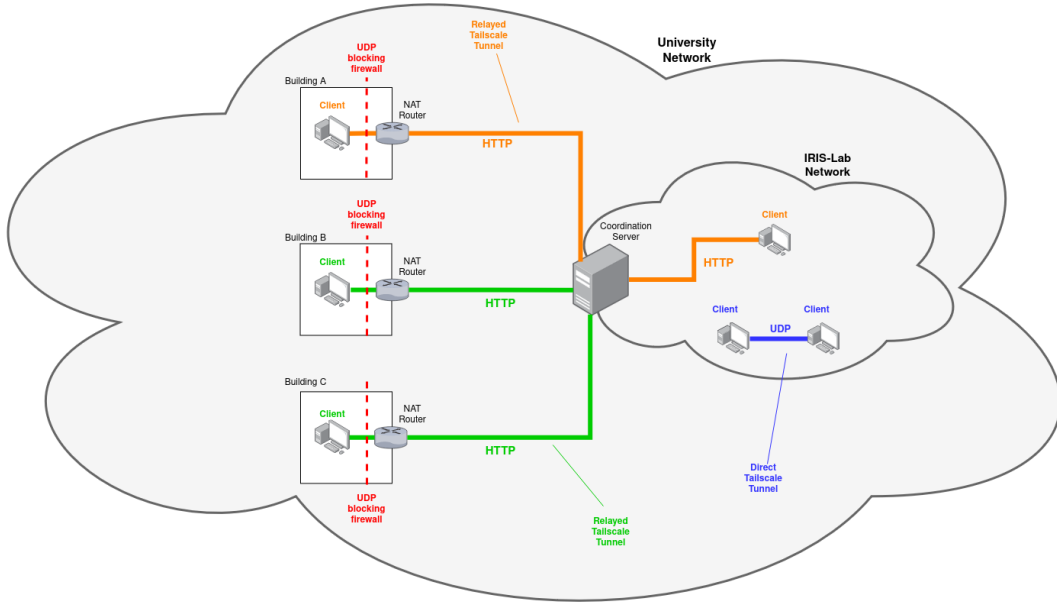 Relayed
Tailscale
Tunnel
University
Network
UDP
blocking
firewall
Building A
Client
NAT
Router
HTTP
IRIS-Lab
Network
UDP
blocking
firewall
Building B
Client
NAT
Router
HTTP
Coordination
Server
Client
HTTP
Client
Client
UDP
Building C
Client
NAT
Router
HTTP
UDP
blocking
firewall
Relayed
Tailscale
Tunnel
Direct
Tailscale
Tunnel